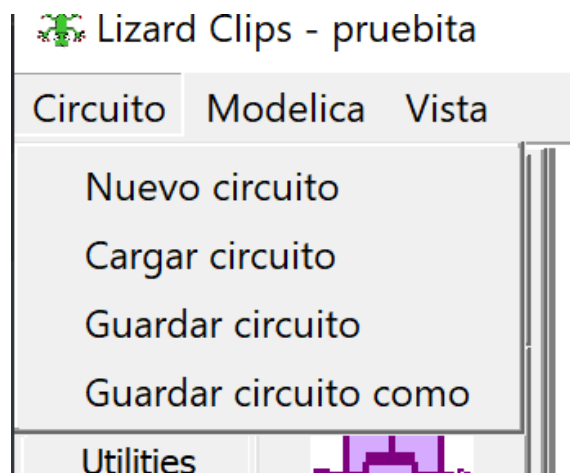 Lizard Clips - pruebita
Circuito Modelica Vista
Nuevo circuito
Cargar circuito
Guardar circuito
Guardar circuito como
Utilities